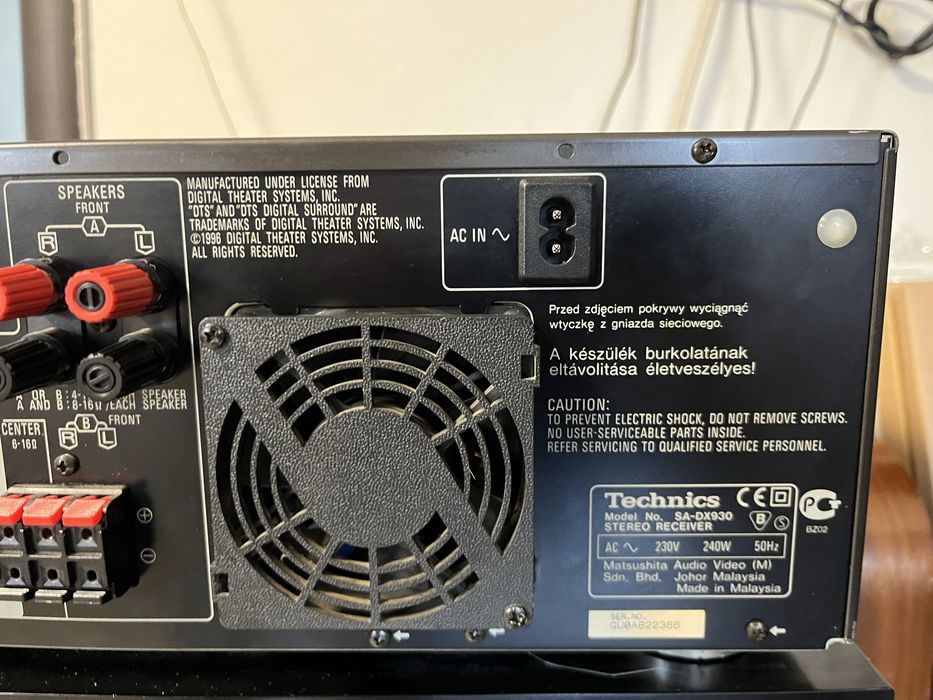 SPEAKERS
FRONT
A
R L
A OR B : 4- SPEAKER
A AND B : 8-16Ω /EACH SPEAKER
CENTER
6-16Ω
B FRONT
R L
⊕
⊖
MANUFACTURED UNDER LICENSE FROM
DIGITAL THEATER SYSTEMS, INC.
"DTS" AND "DTS DIGITAL SURROUND" ARE
TRADEMARKS OF DIGITAL THEATER SYSTEMS, INC.
©1996 DIGITAL THEATER SYSTEMS, INC.
ALL RIGHTS RESERVED.
AC IN ∿
Przed zdjęciem pokrywy wyciągnąć
wtyczkę z gniazda sieciowego.
A készülék burkolatának
eltávolitása életveszélyes!
CAUTION:
TO PREVENT ELECTRIC SHOCK, DO NOT REMOVE SCREWS.
NO USER-SERVICEABLE PARTS INSIDE.
REFER SERVICING TO QUALIFIED SERVICE PERSONNEL.
Technics CE
Model No. SA-DX930 B S
STEREO RECEIVER
AC ∿ 230V 240W 50Hz
Matsushita Audio Video (M)
Sdn. Bhd. Johor Malaysia
Made in Malaysia
BZ02
SER.NO.
GU0AB22366